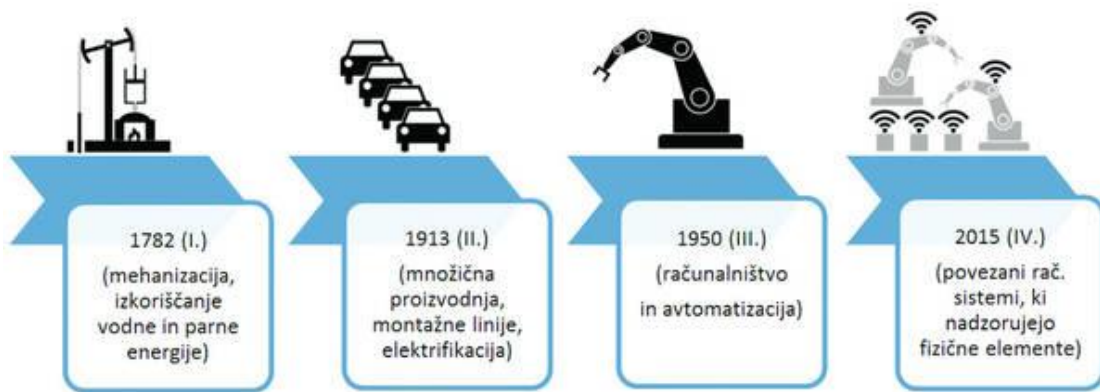 1782 (I.)
(mehanizacija,
izkoriščanje
vodne in parne
energije)
1913 (II.)
(množična
proizvodnja,
montažne linije,
elektrifikacija)
1950 (III.)
(računalništvo
in avtomatizacija)
2015 (IV.)
(povezani rač.
sistemi, ki
nadzorujejo
fizične elemente)